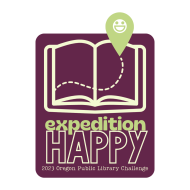 expedition
HAPPY
2023 Oregon Public Library Challenge